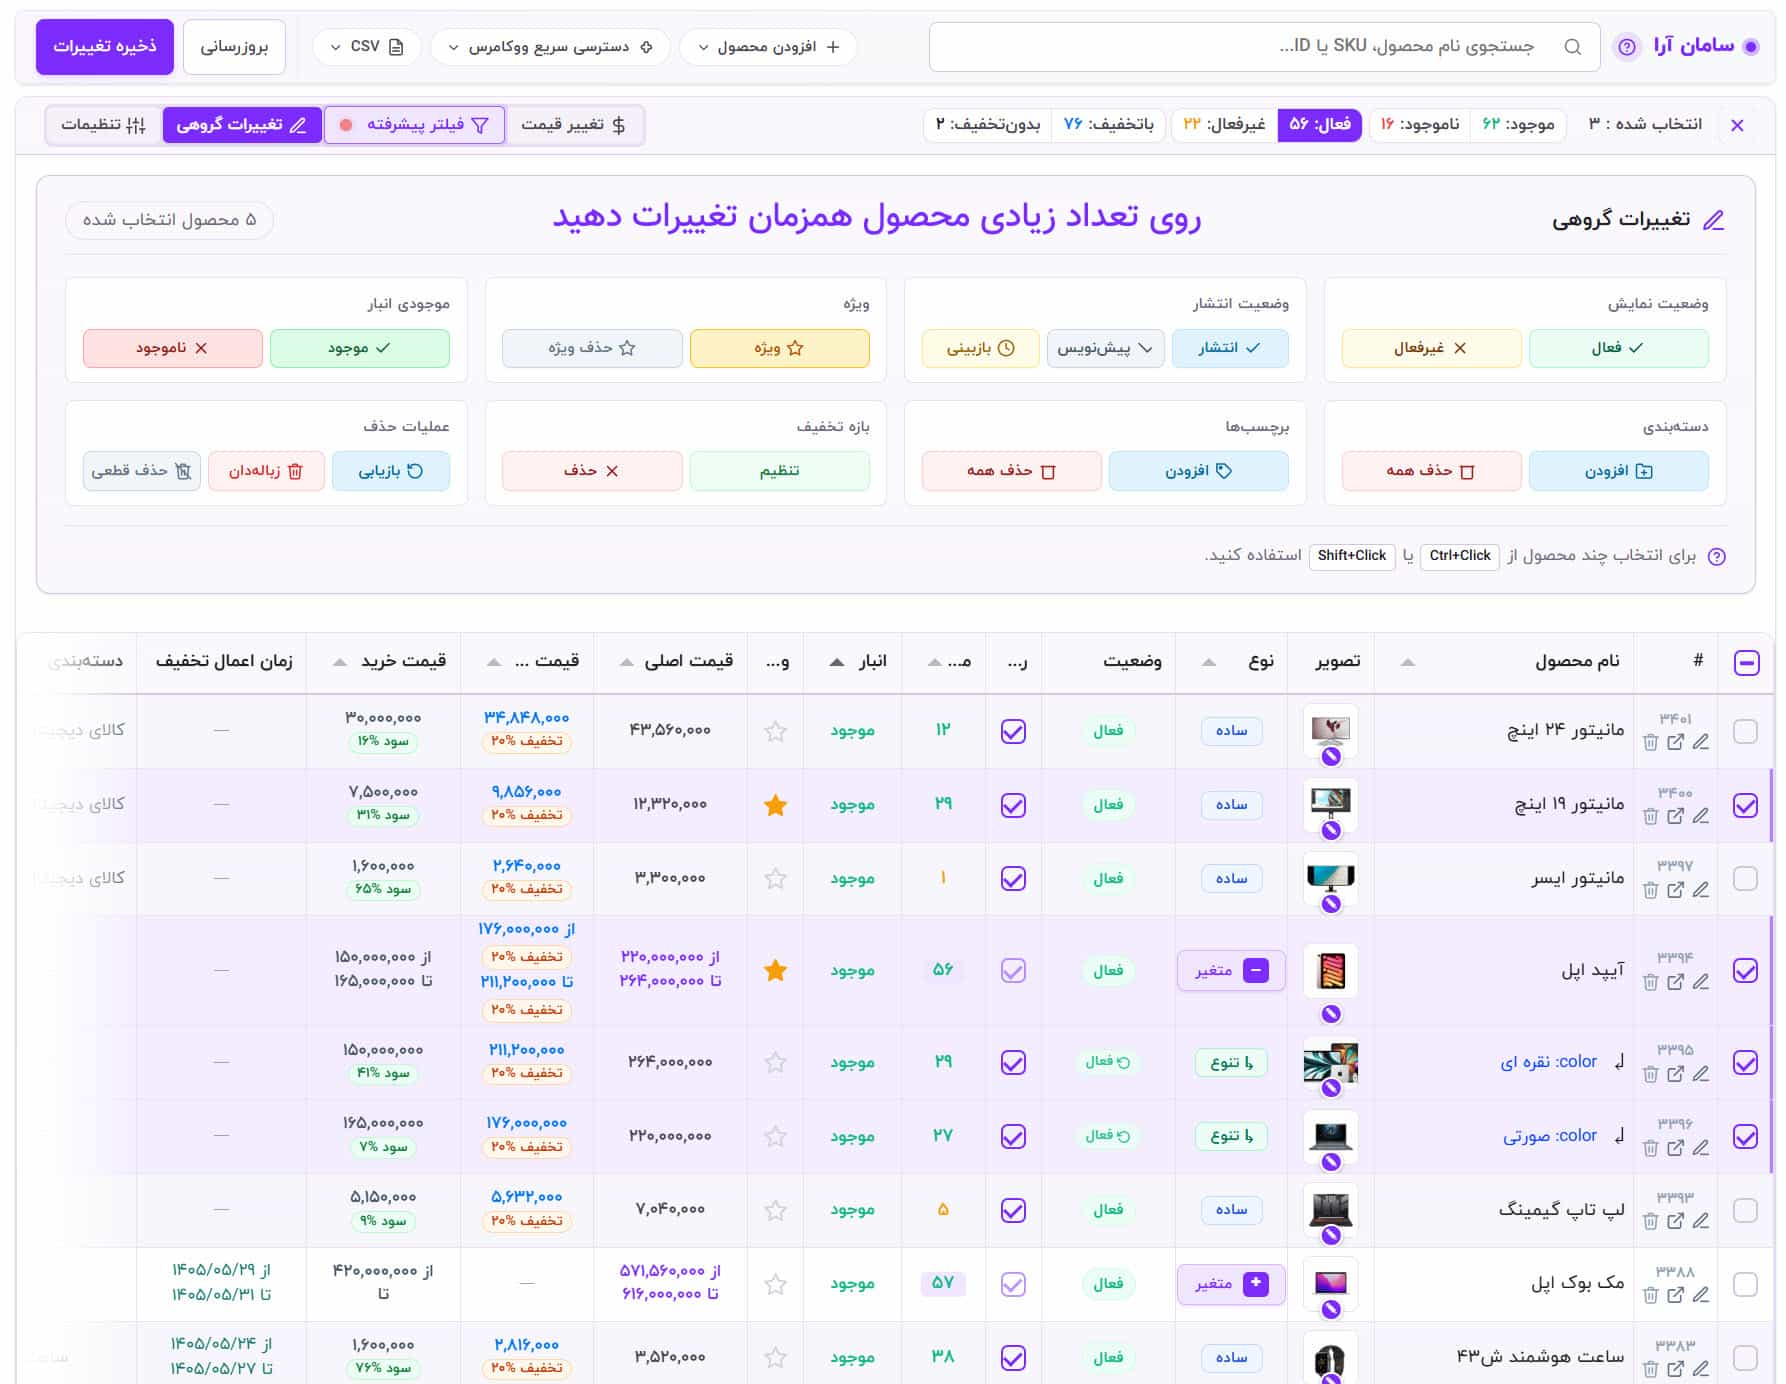 سامان آرا
جستجوی نام محصول، SKU یا ID...
افزودن محصول
دسترسی سریع ووکامرس
CSV
بروزرسانی
ذخیره تغییرات
انتخاب شده : ۳
موجود: ۶۲
ناموجود: ۱۶
فعال: ۵۶
غیرفعال: ۲۲
باتخفیف: ۷۶
بدون‌تخفیف: ۲
تغییر قیمت
فیلتر پیشرفته
تغییرات گروهی
تنظیمات
تغییرات گروهی
روی تعداد زیادی محصول همزمان تغییرات دهید
۵ محصول انتخاب شده
وضعیت نمایش
فعال
غیرفعال
وضعیت انتشار
انتشار
پیش‌نویس
بازبینی
ویژه
ویژه
حذف ویژه
موجودی انبار
موجود
ناموجود
دسته‌بندی
افزودن
حذف همه
برچسب‌ها
افزودن
حذف همه
بازه تخفیف
تنظیم
حذف
عملیات حذف
بازیابی
زباله‌دان
حذف قطعی
برای انتخاب چند محصول از Ctrl+Click یا Shift+Click استفاده کنید.
# نام محصول تصویر نوع وضعیت ر... م... انبار و... قیمت اصلی قیمت ... قیمت خرید زمان اعمال تخفیف دسته‌بندی
۳۴۰۱ مانیتور ۲۴ اینچ ساده فعال ۱۲ موجود ۴۳,۵۶۰,۰۰۰ ۳۴,۸۴۸,۰۰۰ ۳۰,۰۰۰,۰۰۰ — کالای دیجیتا
۲۰% تخفیف ۱۶% سود
۳۴۰۰ مانیتور ۱۹ اینچ ساده فعال ۲۹ موجود ۱۲,۳۲۰,۰۰۰ ۹,۸۵۶,۰۰۰ ۷,۵۰۰,۰۰۰ — کالای دیجیتا
۲۰% تخفیف ۳۱% سود
۳۳۹۷ مانیتور ایسر ساده فعال ۱ موجود ۳,۳۰۰,۰۰۰ ۲,۶۴۰,۰۰۰ ۱,۶۰۰,۰۰۰ — کالای دیجیتا
۲۰% تخفیف ۶۵% سود
۳۳۹۴ آیپد اپل متغیر فعال ۵۶ موجود از ۲۲۰,۰۰۰,۰۰۰ تا ۲۶۴,۰۰۰,۰۰۰ از ۱۷۶,۰۰۰,۰۰۰ ۲۰% تخفیف تا ۲۱۱,۲۰۰,۰۰۰ ۲۰% تخفیف از ۱۵۰,۰۰۰,۰۰۰ تا ۱۶۵,۰۰۰,۰۰۰ —
۳۳۹۵ color: نقره ای تنوع فعال ۲۹ موجود ۲۶۴,۰۰۰,۰۰۰ ۲۱۱,۲۰۰,۰۰۰ ۱۵۰,۰۰۰,۰۰۰ —
۲۰% تخفیف ۴۱% سود
۳۳۹۶ color: صورتی تنوع فعال ۲۷ موجود ۲۲۰,۰۰۰,۰۰۰ ۱۷۶,۰۰۰,۰۰۰ ۱۶۵,۰۰۰,۰۰۰ —
۲۰% تخفیف ۷% سود
۳۳۹۳ لپ تاپ گیمینگ ساده فعال ۵ موجود ۷,۰۴۰,۰۰۰ ۵,۶۳۲,۰۰۰ ۵,۱۵۰,۰۰۰ —
۲۰% تخفیف ۹% سود
۳۳۸۸ مک بوک اپل متغیر فعال ۵۷ موجود از ۵۷۱,۵۶۰,۰۰۰ تا ۶۱۶,۰۰۰,۰۰۰ — از ۴۲۰,۰۰۰,۰۰۰ تا از ۱۴۰۵/۰۵/۲۹ تا ۱۴۰۵/۰۵/۳۱
۳۳۸۳ ساعت هوشمند ش۴۳ ساده فعال ۳۸ موجود ۳,۵۲۰,۰۰۰ ۲,۸۱۶,۰۰۰ ۱,۶۰۰,۰۰۰ از ۱۴۰۵/۰۵/۲۴ تا ۱۴۰۵/۰۵/۲۷
۲۰% تخفیف ۷۶% سود